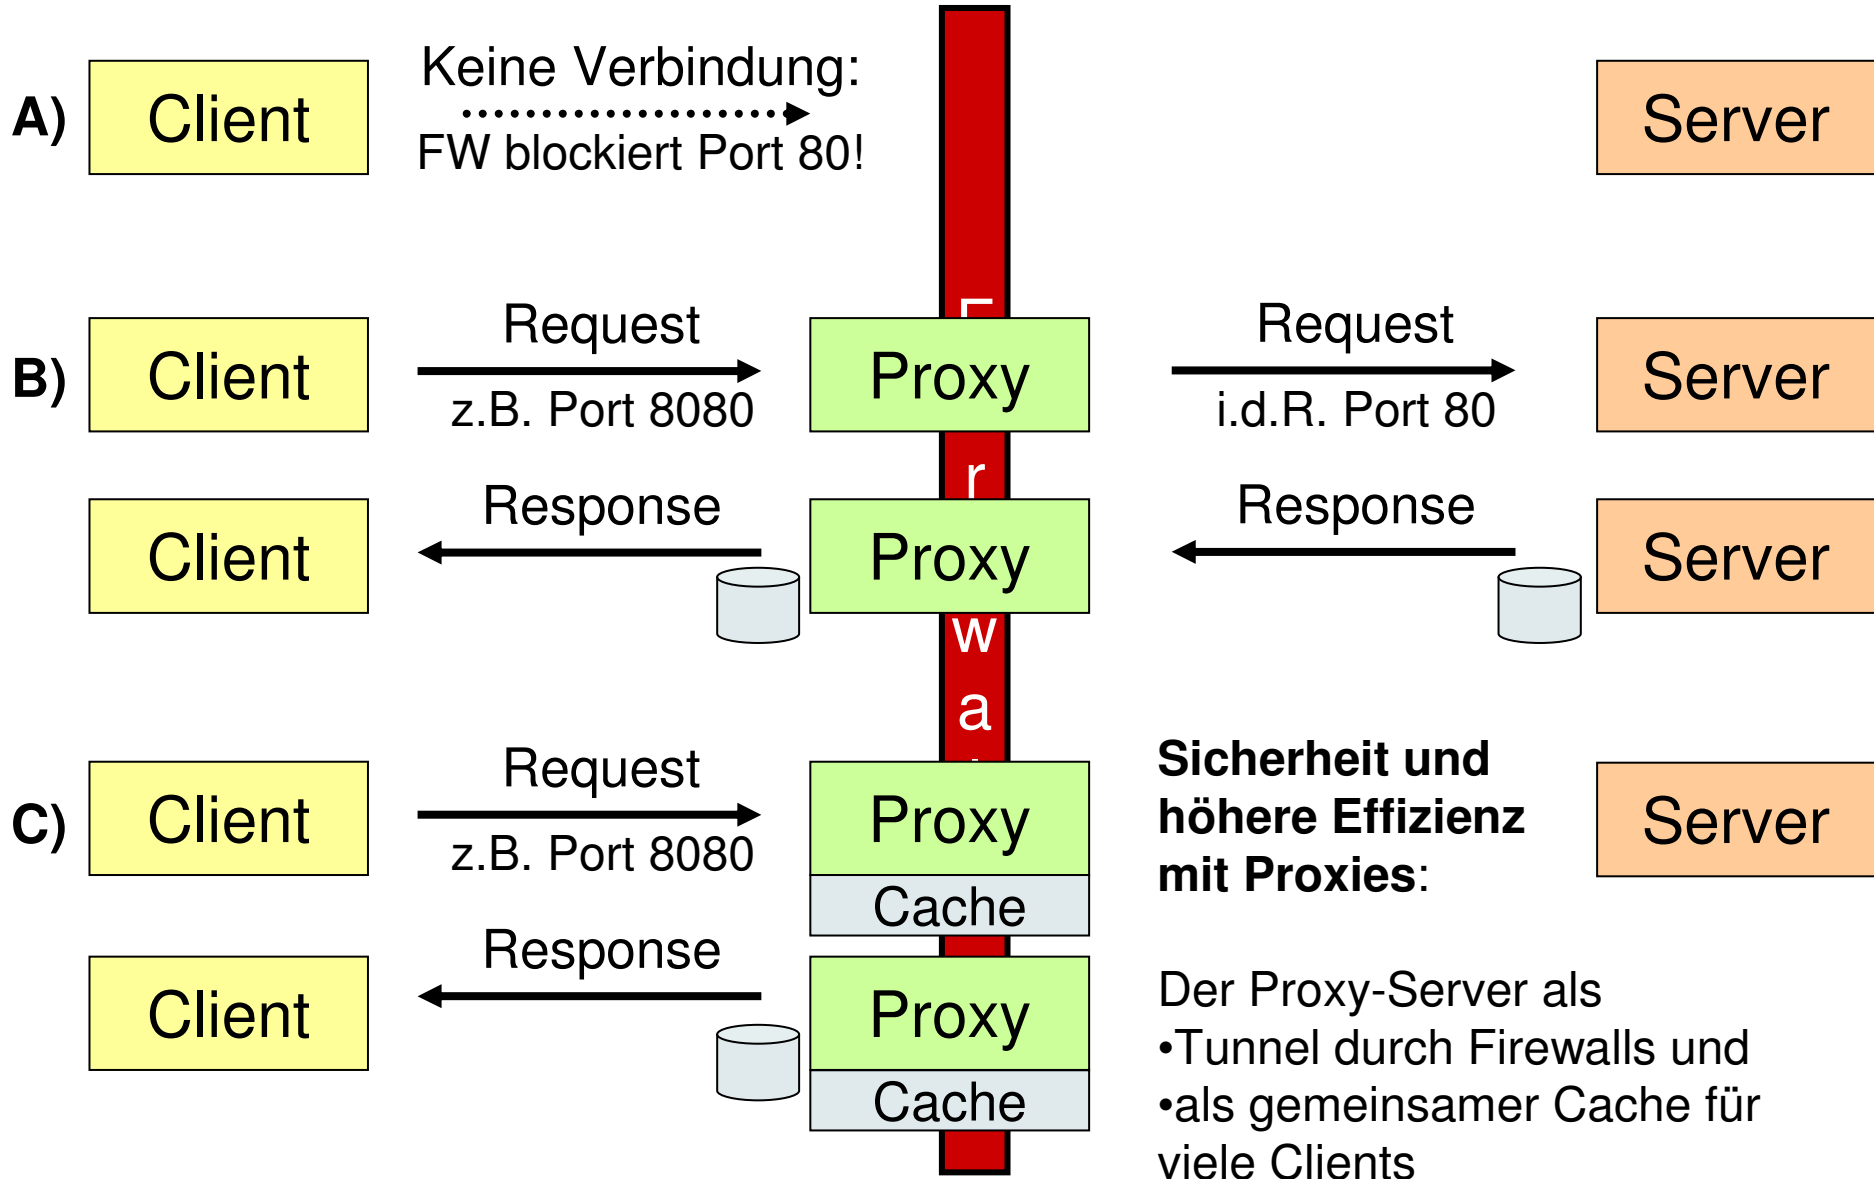 A)
Client
Keine Verbindung:
FW blockiert Port 80!
Server
B)
Client
Request
z.B. Port 8080
Proxy
Request
i.d.R. Port 80
Server
Client
Response
Proxy
Response
Server
r
w
a
C)
Client
Request
z.B. Port 8080
Proxy
Cache
Sicherheit und
höhere Effizienz
mit Proxies:
Server
Client
Response
Proxy
Cache
Der Proxy-Server als
•Tunnel durch Firewalls und
•als gemeinsamer Cache für
viele Clients